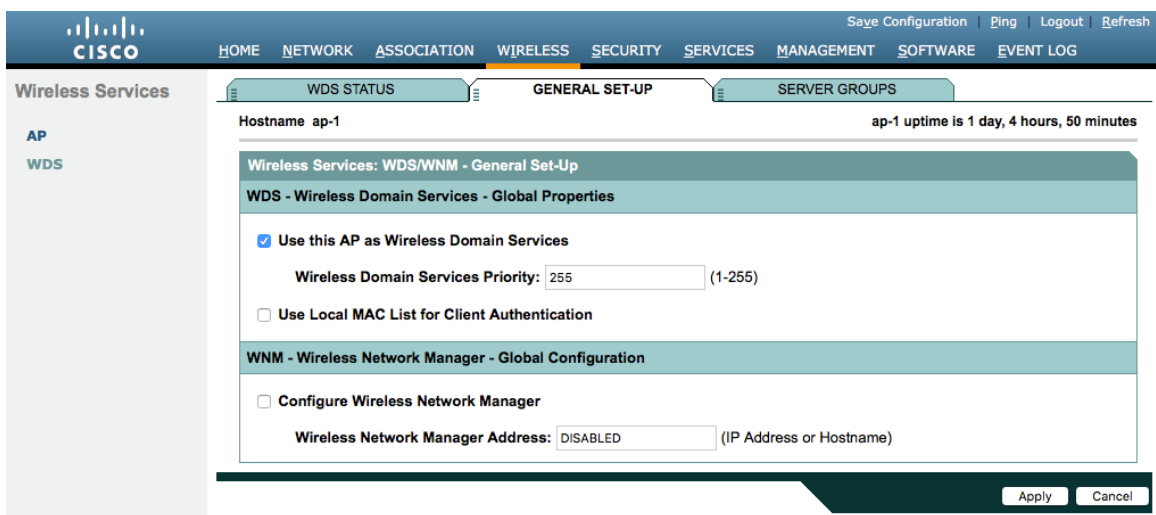 Save Configuration | Ping | Logout | Refresh
CISCO
HOME NETWORK ASSOCIATION WIRELESS SECURITY SERVICES MANAGEMENT SOFTWARE EVENT LOG
Wireless Services
AP
WDS
WDS STATUS GENERAL SET-UP SERVER GROUPS
Hostname ap-1 ap-1 uptime is 1 day, 4 hours, 50 minutes
Wireless Services: WDS/WNM - General Set-Up
WDS - Wireless Domain Services - Global Properties
Use this AP as Wireless Domain Services
Wireless Domain Services Priority: 255 (1-255)
Use Local MAC List for Client Authentication
WNM - Wireless Network Manager - Global Configuration
Configure Wireless Network Manager
Wireless Network Manager Address: DISABLED (IP Address or Hostname)
Apply Cancel